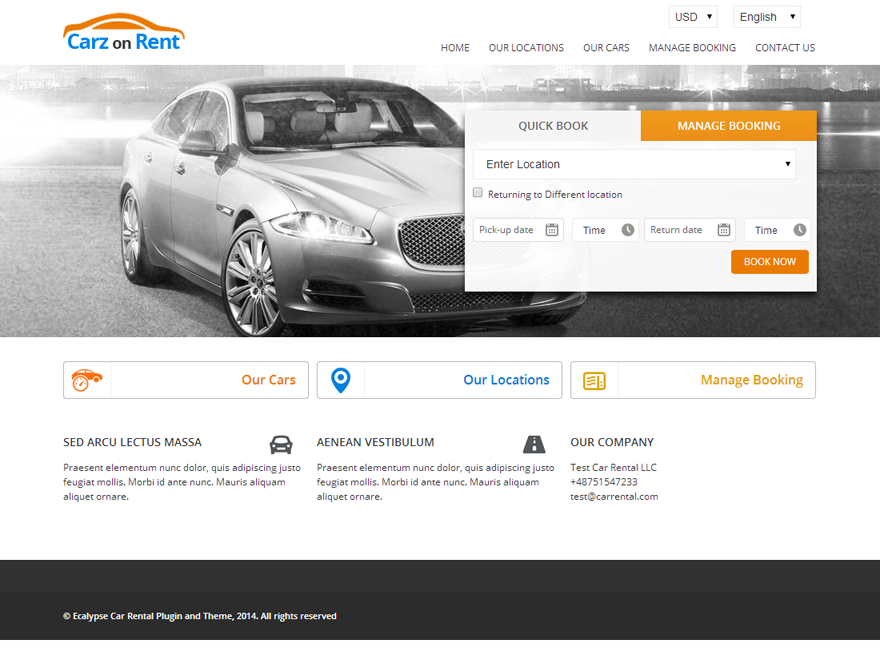 USD English
Carz on Rent
HOME OUR LOCATIONS OUR CARS MANAGE BOOKING CONTACT US
QUICK BOOK MANAGE BOOKING
Enter Location
Returning to Different location
Pick-up date Time Return date Time
BOOK NOW
Our Cars Our Locations Manage Booking
SED ARCU LECTUS MASSA
Praesent elementum nunc dolor, quis adipiscing justo
feugiat mollis. Morbi id ante nunc. Mauris aliquam
aliquet ornare.
AENEAN VESTIBULUM
Praesent elementum nunc dolor, quis adipiscing justo
feugiat mollis. Morbi id ante nunc. Mauris aliquam
aliquet ornare.
OUR COMPANY
Test Car Rental LLC
+48751547233
test@carrental.com
© Ecalypse Car Rental Plugin and Theme, 2014. All rights reserved